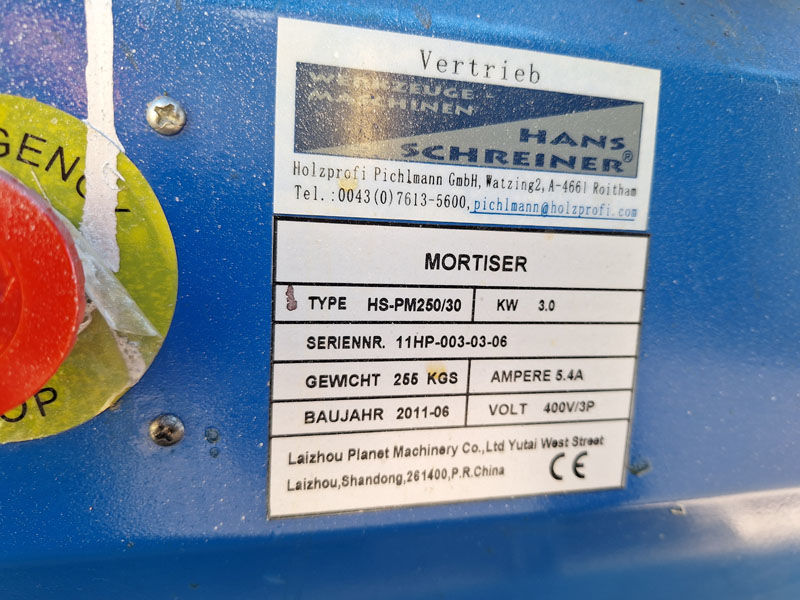 GENCY
OP
Vertrieb
WERKZEUGE
MASCHINEN
HANS
SCHREINER®
Holzprofi Pichlmann GmbH, Watzing2, A-4661 Roitham
Tel.:0043(0)7613-5600, pichlmann@holzprofi.com
MORTISER
TYPE HS-PM250/30 KW 3.0
SERIENNR. 11HP-003-03-06
GEWICHT 255 KGS AMPERE 5.4A
BAUJAHR 2011-06 VOLT 400V/3P
Laizhou Planet Machinery Co.,Ltd Yutai West Street
Laizhou,Shandong,261400,P.R.China CE